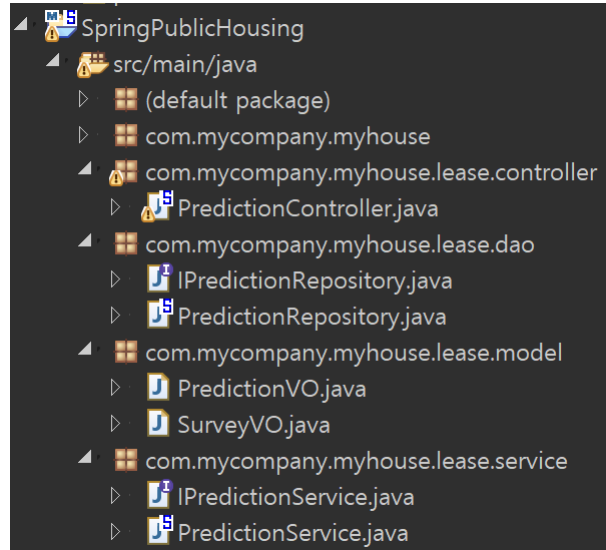 SpringPublicHousing
src/main/java
(default package)
com.mycompany.myhouse
com.mycompany.myhouse.lease.controller
PredictionController.java
com.mycompany.myhouse.lease.dao
IPredictionRepository.java
PredictionRepository.java
com.mycompany.myhouse.lease.model
PredictionVO.java
SurveyVO.java
com.mycompany.myhouse.lease.service
IPredictionService.java
PredictionService.java